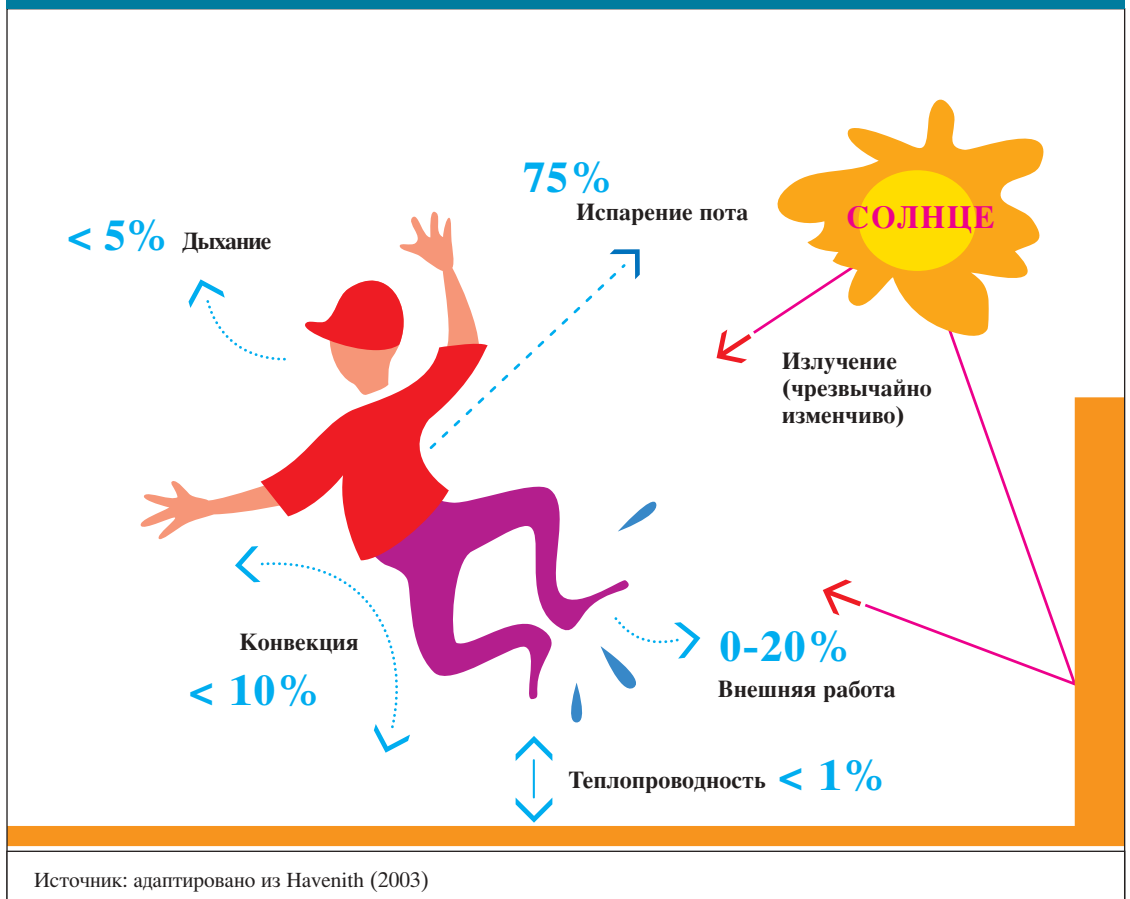 75%
Испарение пота
СОЛНЦЕ
< 5% Дыхание
Излучение
(чрезвычайно
изменчиво)
Конвекция
< 10%
0-20%
Внешняя работа
Теплопроводность < 1%
Источник: адаптировано из Havenith (2003)